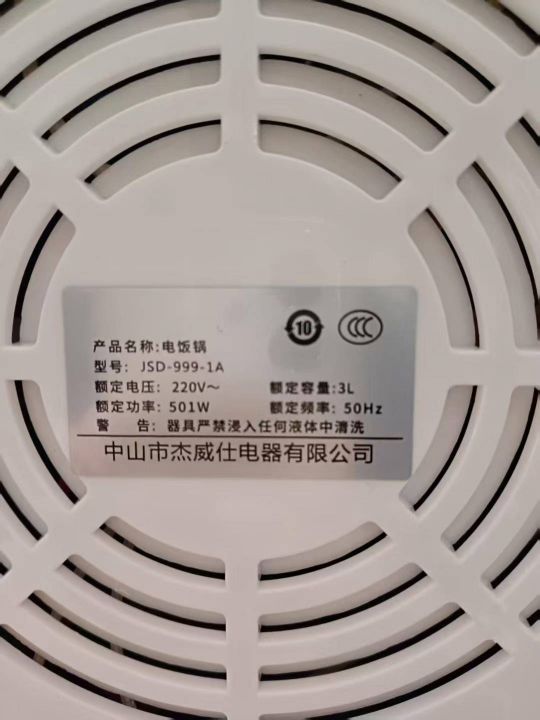 10
CCC
产品名称:电饭锅
型号: JSD-999-1A
额定电压: 220V～ 额定容量:3L
额定功率: 501W 额定频率: 50Hz
警 告: 器具严禁浸入任何液体中清洗
中山市杰威仕电器有限公司